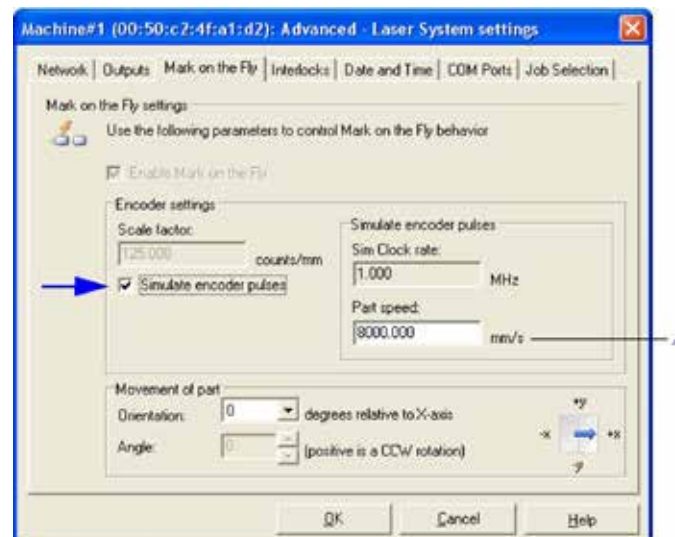 Machine#1 (00:50:c2:4f:a1:d2): Advanced - Laser System settings
Network Outputs Mark on the Fly Interlocks Date and Time COM Ports Job Selection
Mark on the Fly settings
Use the following parameters to control Mark on the Fly behavior
Enable Mark on the Fly
Encoder settings
Scale factor:
125.000 counts/mm
Simulate encoder pulses
Simulate encoder pulses
Sim Clock rate:
1.000 MHz
Part speed:
8000.000 mm/s
Movement of part
Orientation: 0 degrees relative to X-axis
Angle: 0 (positive is a CCW rotation)
+y
-x +x
-y
OK Cancel Help